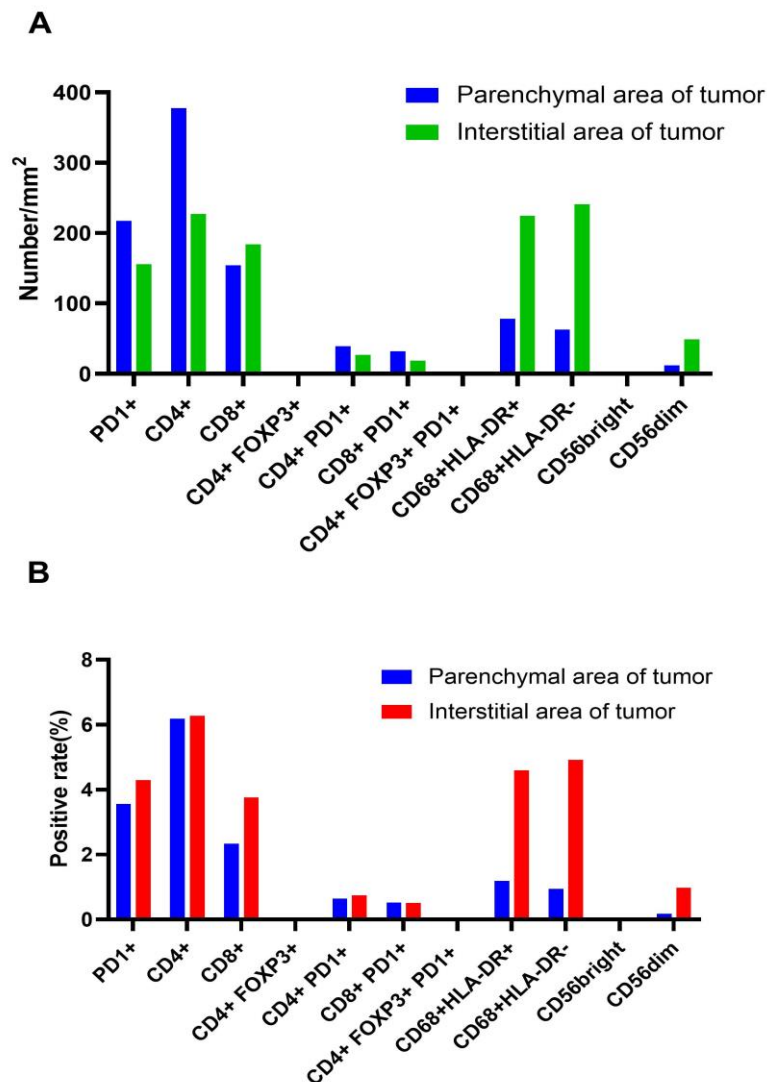 A
Parenchymal area of tumor
Interstitial area of tumor
Number/mm²
400
300
200
100
0
PD1+
CD4+
CD8+
CD4+ FOXP3+
CD4+ PD1+
CD8+ PD1+
CD4+ FOXP3+ PD1+
CD68+HLA-DR+
CD68+HLA-DR-
CD56bright
CD56dim
B
Parenchymal area of tumor
Interstitial area of tumor
Positive rate(%)
8
6
4
2
0
PD1+
CD4+
CD8+
CD4+ FOXP3+
CD4+ PD1+
CD8+ PD1+
CD4+ FOXP3+ PD1+
CD68+HLA-DR+
CD68+HLA-DR-
CD56bright
CD56dim